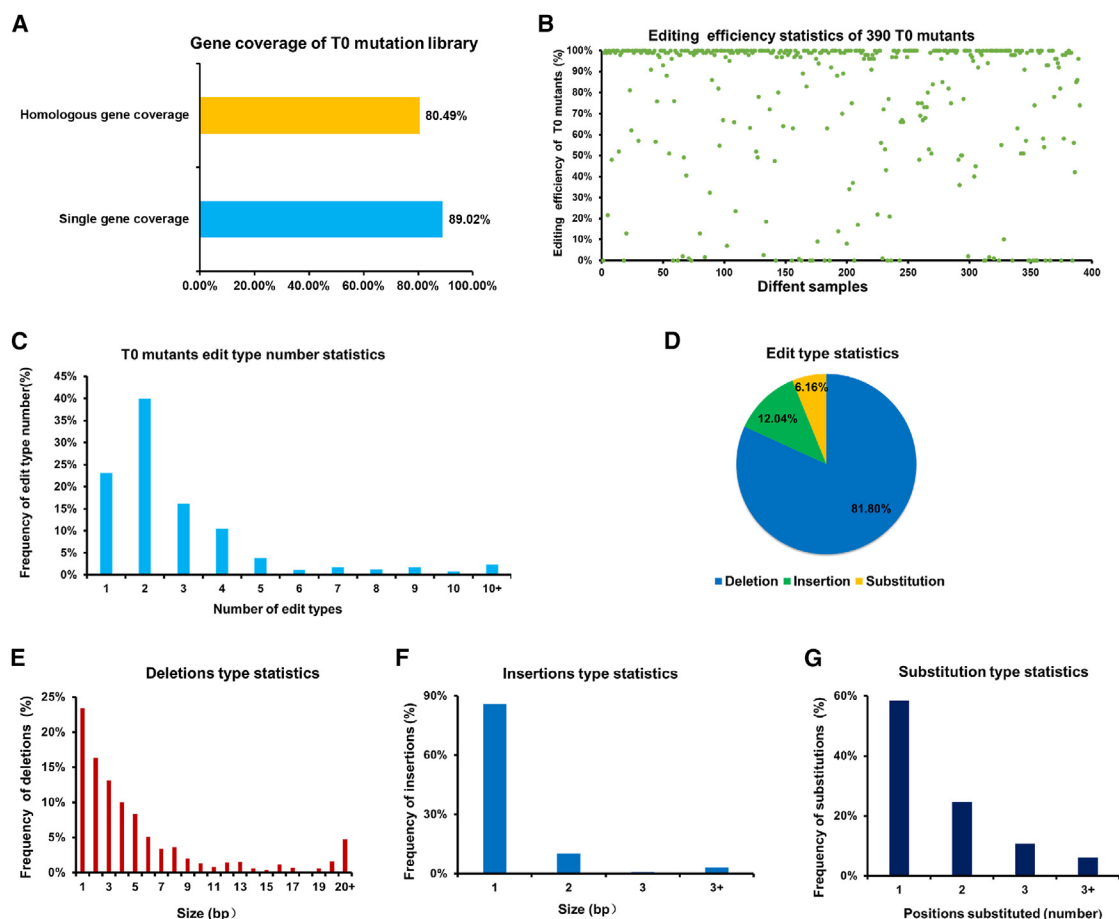 A
Gene coverage of T0 mutation library
Homologous gene coverage
80.49%
Single gene coverage
89.02%
0.00% 20.00% 40.00% 60.00% 80.00% 100.00%
B
Editing efficiency statistics of 390 T0 mutants
Editing efficiency of T0 mutants (%)
100%
90%
80%
70%
60%
50%
40%
30%
20%
10%
0%
0 50 100 150 200 250 300 350 400
Diffent samples
C
T0 mutants edit type number statistics
Frequency of edit type number(%)
45%
40%
35%
30%
25%
20%
15%
10%
5%
0%
1 2 3 4 5 6 7 8 9 10 10+
Number of edit types
D
Edit type statistics
6.16%
12.04%
81.80%
Deletion Insertion Substitution
E
Deletions type statistics
Frequency of deletions (%)
25%
20%
15%
10%
5%
0%
1 3 5 7 9 11 13 15 17 19 20+
Size (bp）
F
Insertions type statistics
Frequency of insertions (%)
90%
60%
30%
0%
1 2 3 3+
Size (bp）
G
Substitution type statistics
Frequency of substitutions (%)
60%
40%
20%
0%
1 2 3 3+
Positions substituted (number)